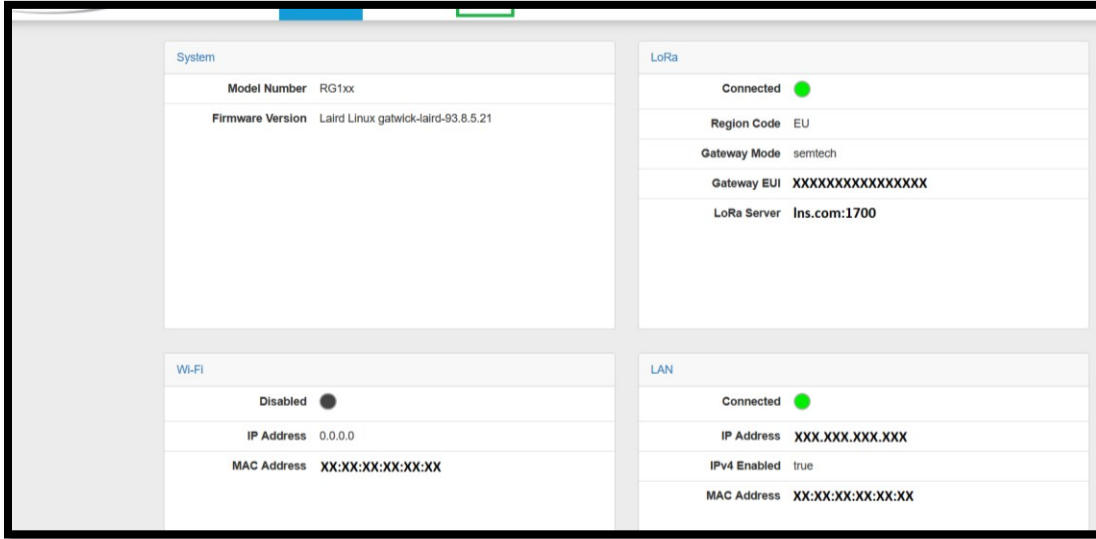 System
Model Number RG1xx
Firmware Version Laird Linux gatwick-laird-93.8.5.21
LoRa
Connected
Region Code EU
Gateway Mode semtech
Gateway EUI XXXXXXXXXXXXXXXX
LoRa Server lns.com:1700
Wi-Fi
Disabled
IP Address 0.0.0.0
MAC Address XX:XX:XX:XX:XX:XX
LAN
Connected
IP Address XXX.XXX.XXX.XXX
IPv4 Enabled true
MAC Address XX:XX:XX:XX:XX:XX